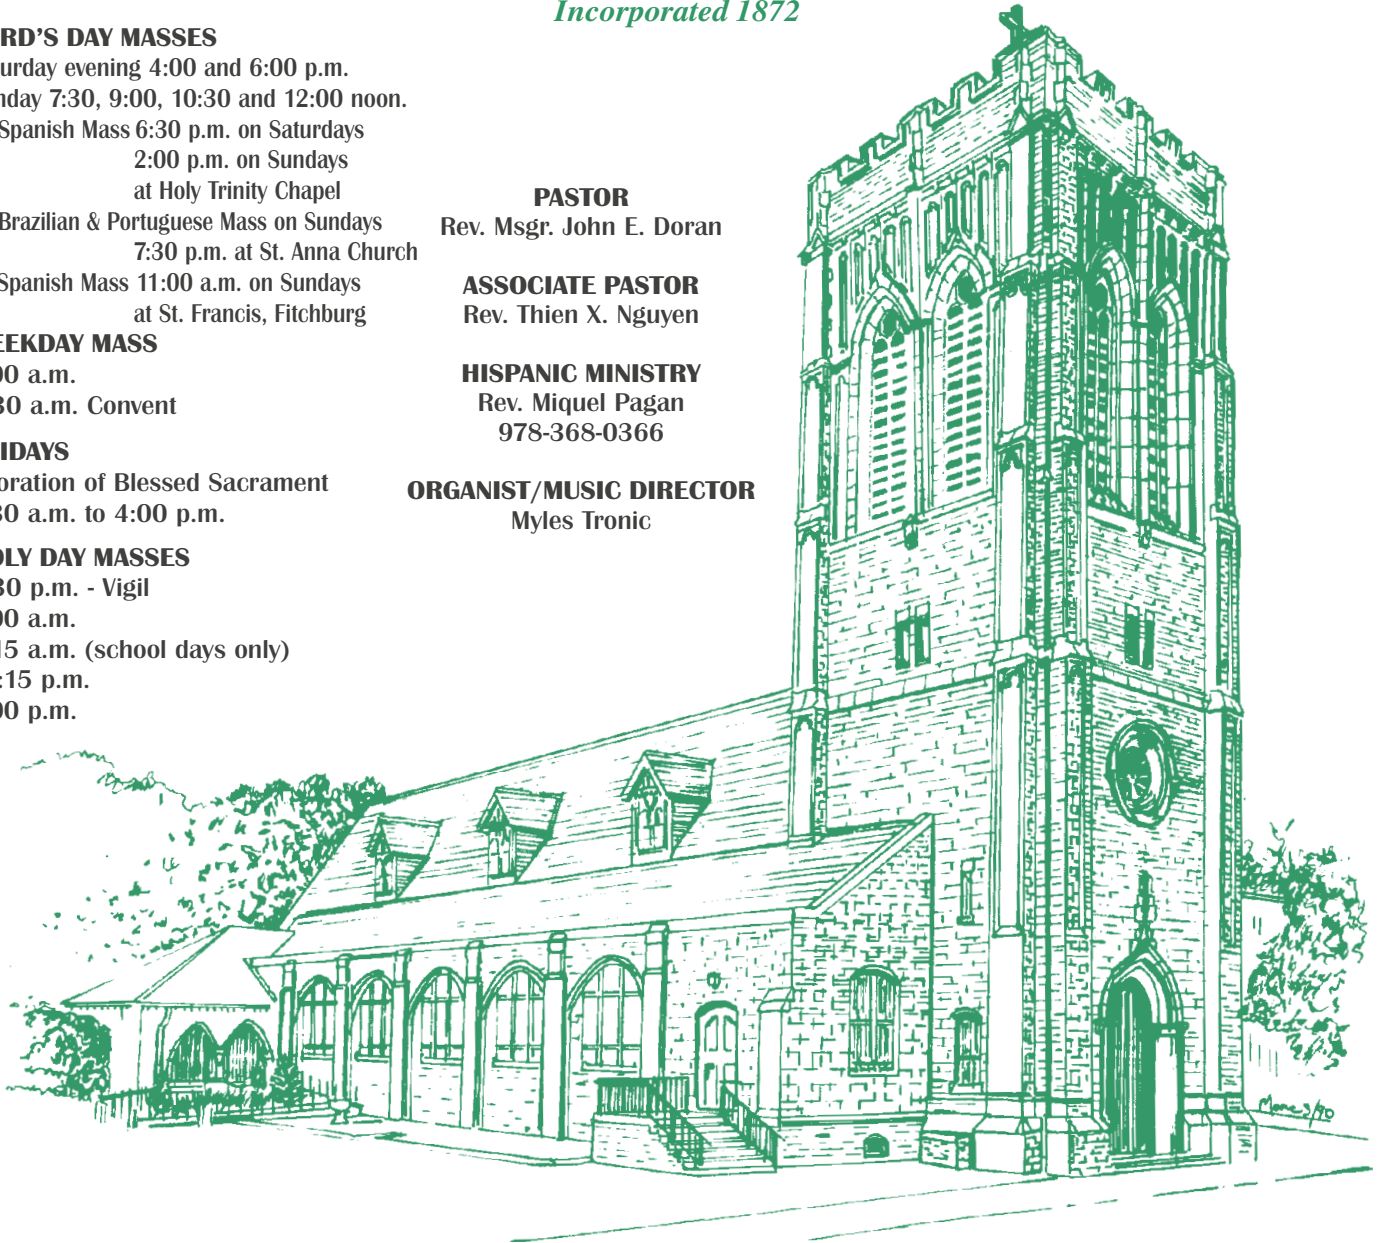 Incorporated 1872
RD’S DAY MASSES
urday evening 4:00 and 6:00 p.m.
nday 7:30, 9:00, 10:30 and 12:00 noon.
Spanish Mass 6:30 p.m. on Saturdays
2:00 p.m. on Sundays
at Holy Trinity Chapel
Brazilian & Portuguese Mass on Sundays
7:30 p.m. at St. Anna Church
Spanish Mass 11:00 a.m. on Sundays
at St. Francis, Fitchburg
EEKDAY MASS
00 a.m.
30 a.m. Convent
IDAYS
oration of Blessed Sacrament
30 a.m. to 4:00 p.m.
OLY DAY MASSES
30 p.m. - Vigil
00 a.m.
15 a.m. (school days only)
:15 p.m.
00 p.m.
PASTOR
Rev. Msgr. John E. Doran
ASSOCIATE PASTOR
Rev. Thien X. Nguyen
HISPANIC MINISTRY
Rev. Miquel Pagan
978-368-0366
ORGANIST/MUSIC DIRECTOR
Myles Tronic